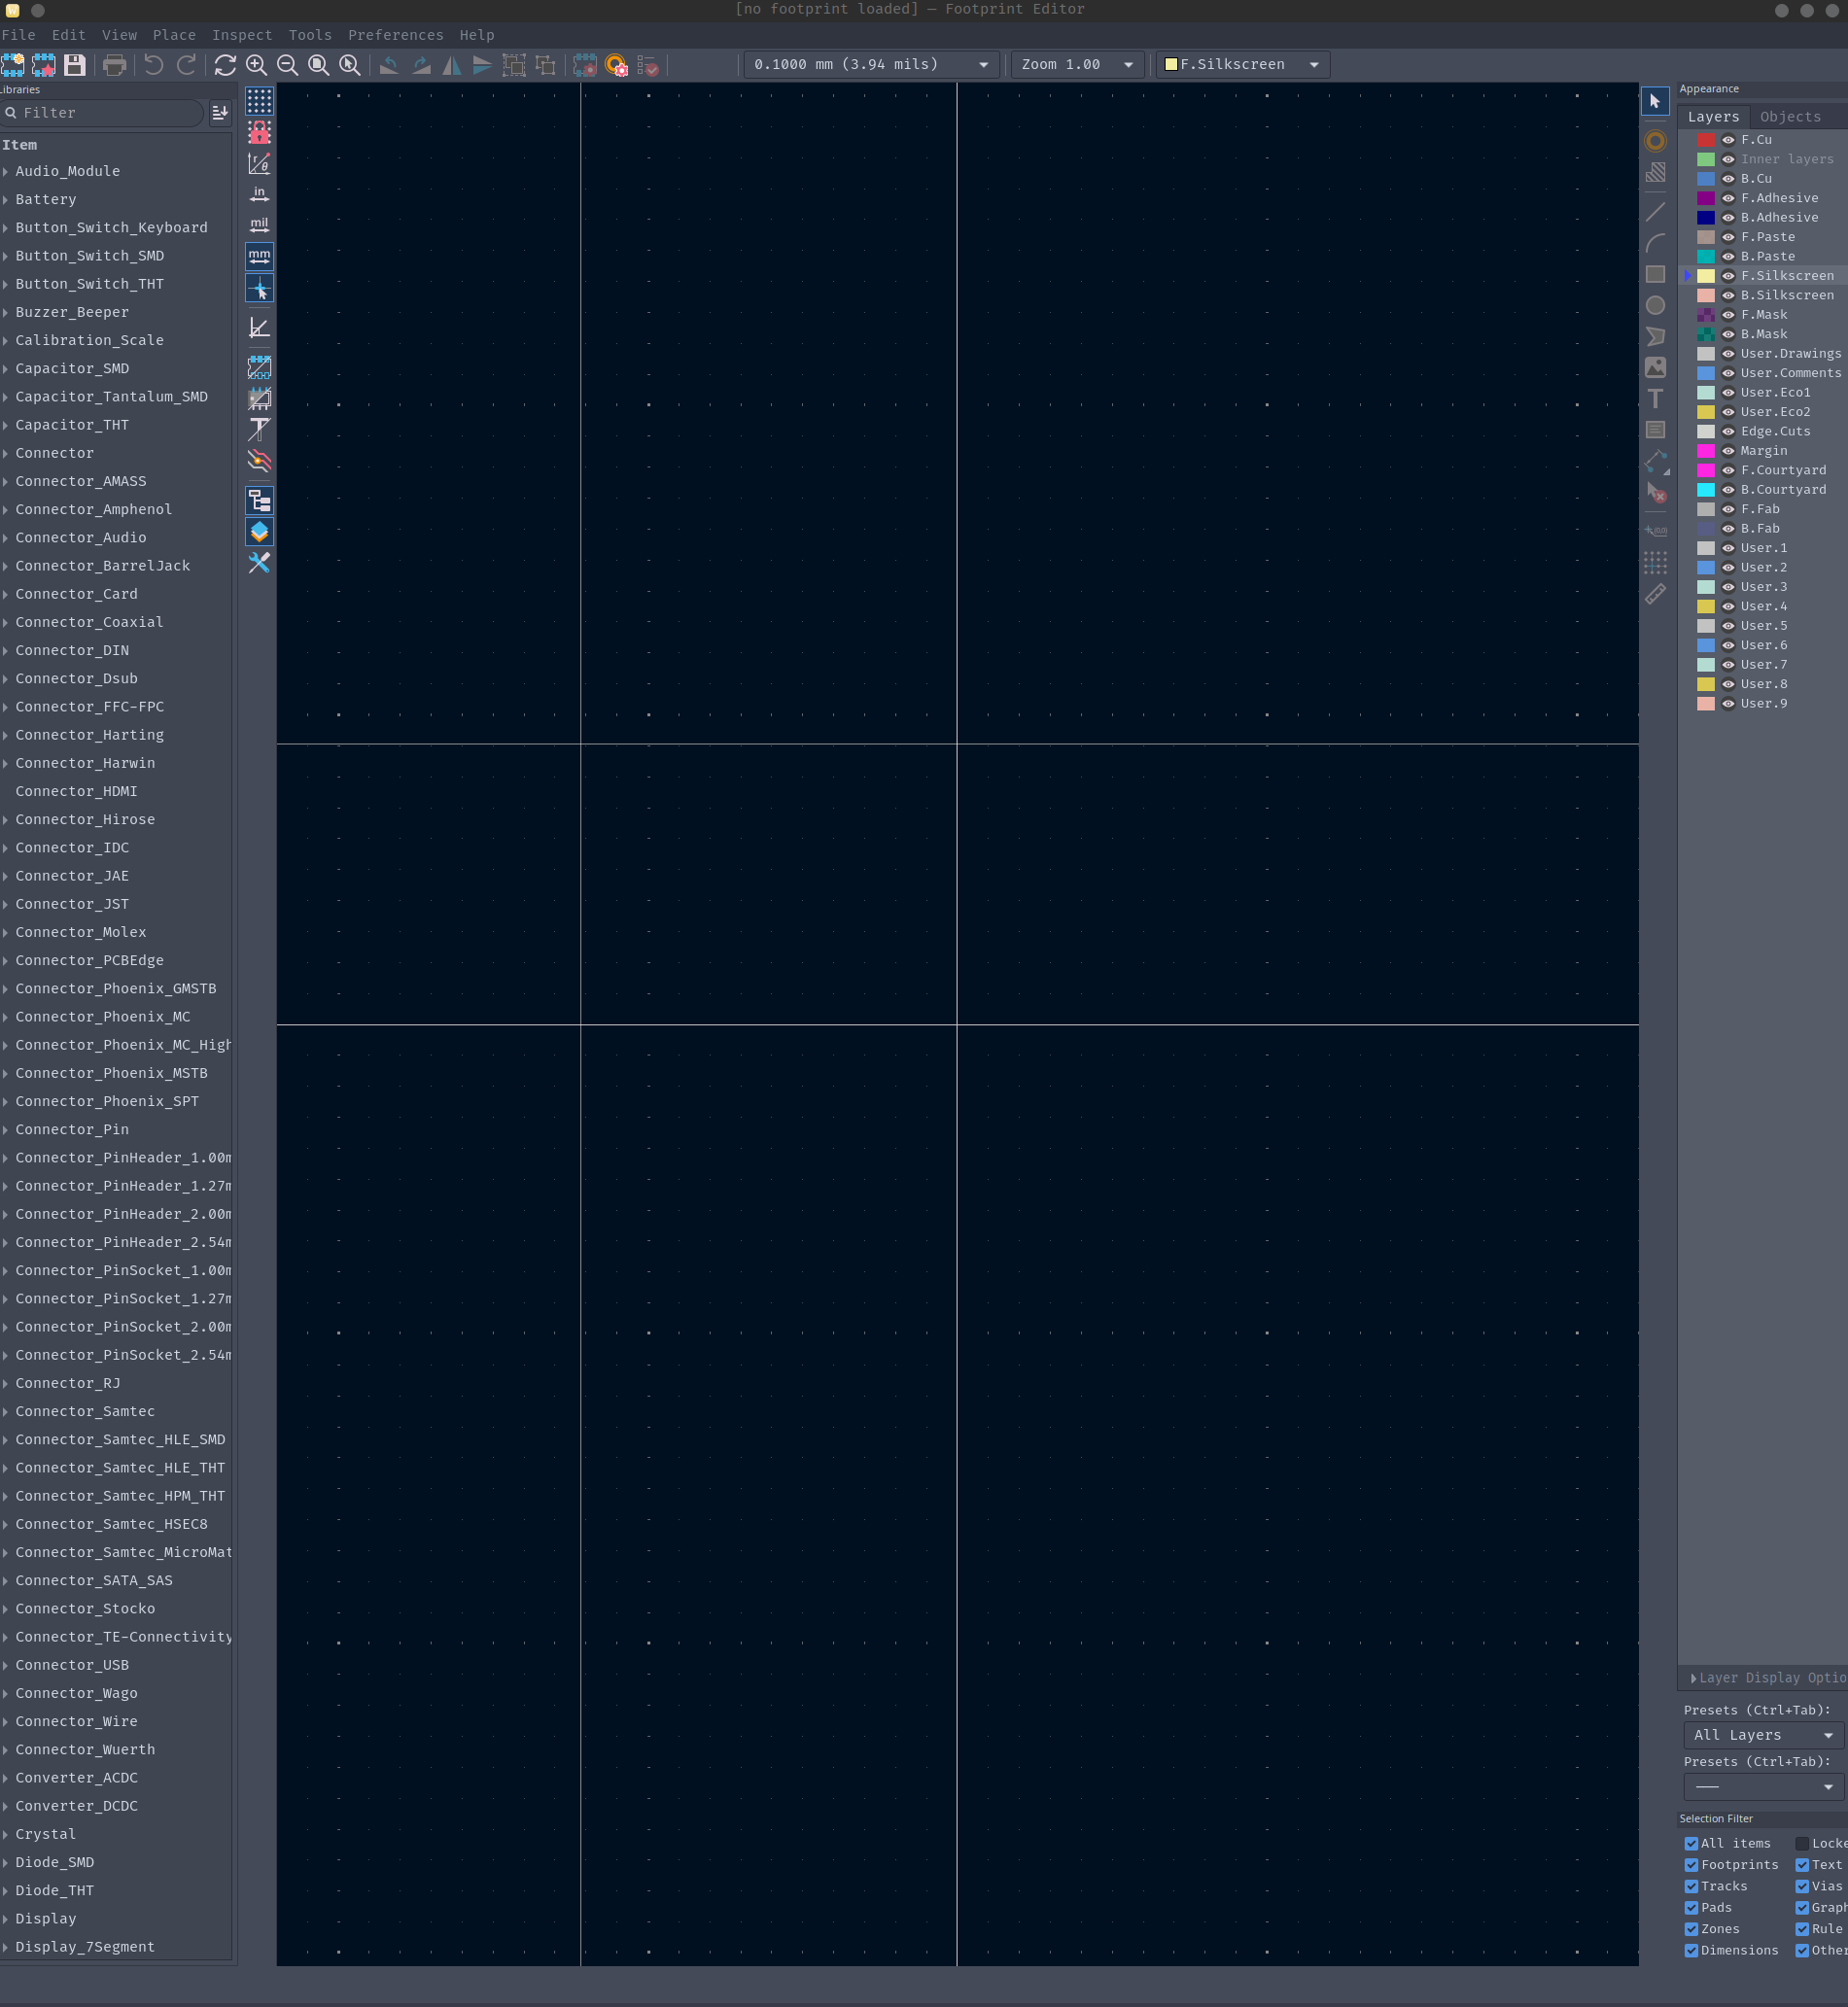 [no footprint loaded] — Footprint Editor
File Edit View Place Inspect Tools Preferences Help
0.1000 mm (3.94 mils) Zoom 1.00 F.Silkscreen
Libraries
Filter
Item
Audio_Module
Battery
Button_Switch_Keyboard
Button_Switch_SMD
Button_Switch_THT
Buzzer_Beeper
Calibration_Scale
Capacitor_SMD
Capacitor_Tantalum_SMD
Capacitor_THT
Connector
Connector_AMASS
Connector_Amphenol
Connector_Audio
Connector_BarrelJack
Connector_Card
Connector_Coaxial
Connector_DIN
Connector_Dsub
Connector_FFC-FPC
Connector_Harting
Connector_Harwin
Connector_HDMI
Connector_Hirose
Connector_IDC
Connector_JAE
Connector_JST
Connector_Molex
Connector_PCBEdge
Connector_Phoenix_GMSTB
Connector_Phoenix_MC
Connector_Phoenix_MC_High
Connector_Phoenix_MSTB
Connector_Phoenix_SPT
Connector_Pin
Connector_PinHeader_1.00m
Connector_PinHeader_1.27m
Connector_PinHeader_2.00m
Connector_PinHeader_2.54m
Connector_PinSocket_1.00m
Connector_PinSocket_1.27m
Connector_PinSocket_2.00m
Connector_PinSocket_2.54m
Connector_RJ
Connector_Samtec
Connector_Samtec_HLE_SMD
Connector_Samtec_HLE_THT
Connector_Samtec_HPM_THT
Connector_Samtec_HSEC8
Connector_Samtec_MicroMat
Connector_SATA_SAS
Connector_Stocko
Connector_TE-Connectivity
Connector_USB
Connector_Wago
Connector_Wire
Connector_Wuerth
Converter_ACDC
Converter_DCDC
Crystal
Diode_SMD
Diode_THT
Display
Display_7Segment
in
mil
mm
Appearance
Layers Objects
F.Cu
Inner layers
B.Cu
F.Adhesive
B.Adhesive
F.Paste
B.Paste
F.Silkscreen
B.Silkscreen
F.Mask
B.Mask
User.Drawings
User.Comments
User.Eco1
User.Eco2
Edge.Cuts
Margin
F.Courtyard
B.Courtyard
F.Fab
B.Fab
User.1
User.2
User.3
User.4
User.5
User.6
User.7
User.8
User.9
Layer Display Optio
Presets (Ctrl+Tab):
All Layers
Presets (Ctrl+Tab):
———
Selection Filter
All items Locke
Footprints Text
Tracks Vias
Pads Graph
Zones Rule
Dimensions Other